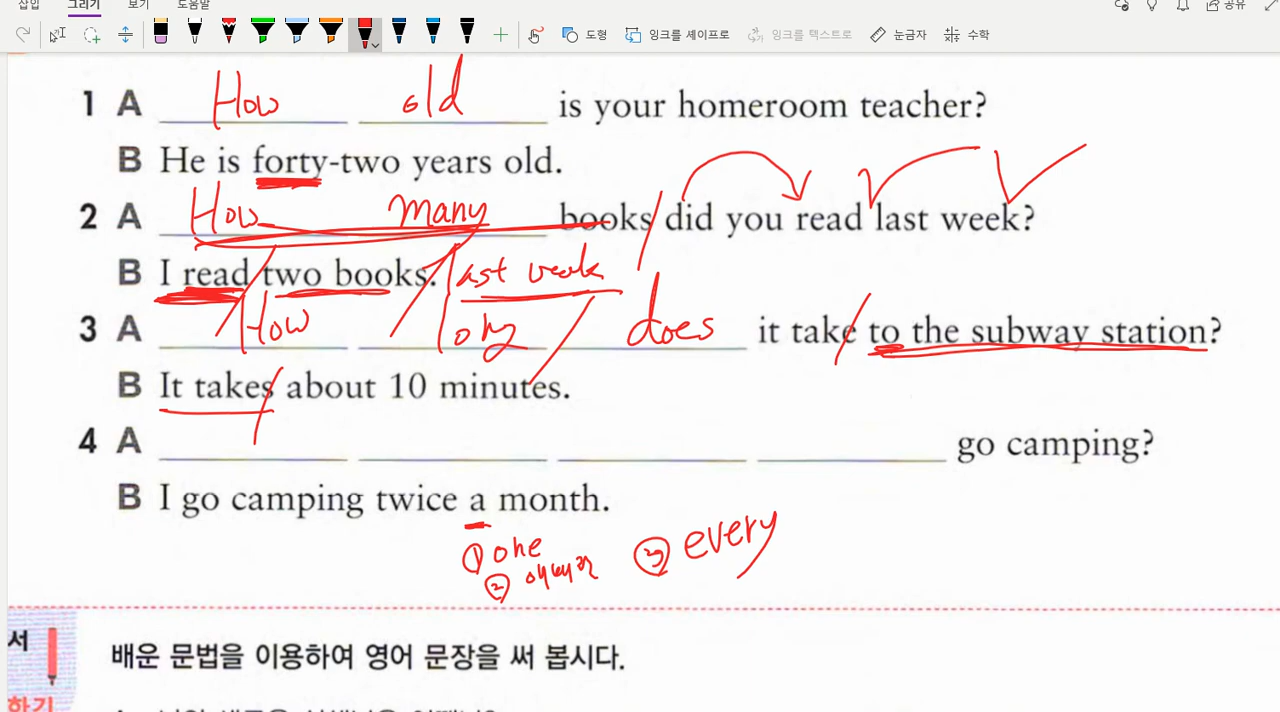 삽입 그리기 보기 도움말 공유
도형 잉크를 셰이프로 잉크를 텍스트로 눈금자 수학
1 A How old is your homeroom teacher?
B He is forty-two years old.
2 A How many books did you read last week?
B I read two books. last week
3 A How long does it take to the subway station?
B It takes about 10 minutes.
4 A go camping?
B I go camping twice a month.
① one
② ③ every
서
배운 문법을 이용하여 영어 문장을 써 봅시다.
하기